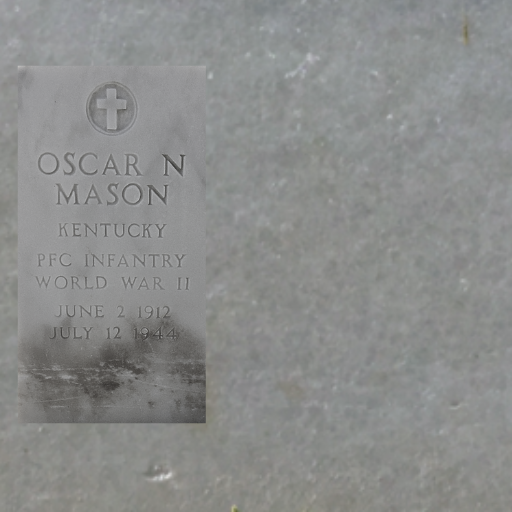 OSCAR N
MASON
KENTUCKY
PFC INFANTRY
WORLD WAR II
JUNE 2 1912
JULY 12 1944